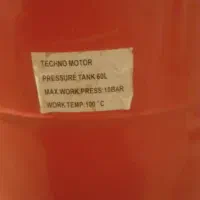 TECHNO MOTOR
PRESSURE TANK 60L
MAX.WORK.PRESS:10BAR
WORK.TEMP:100°C